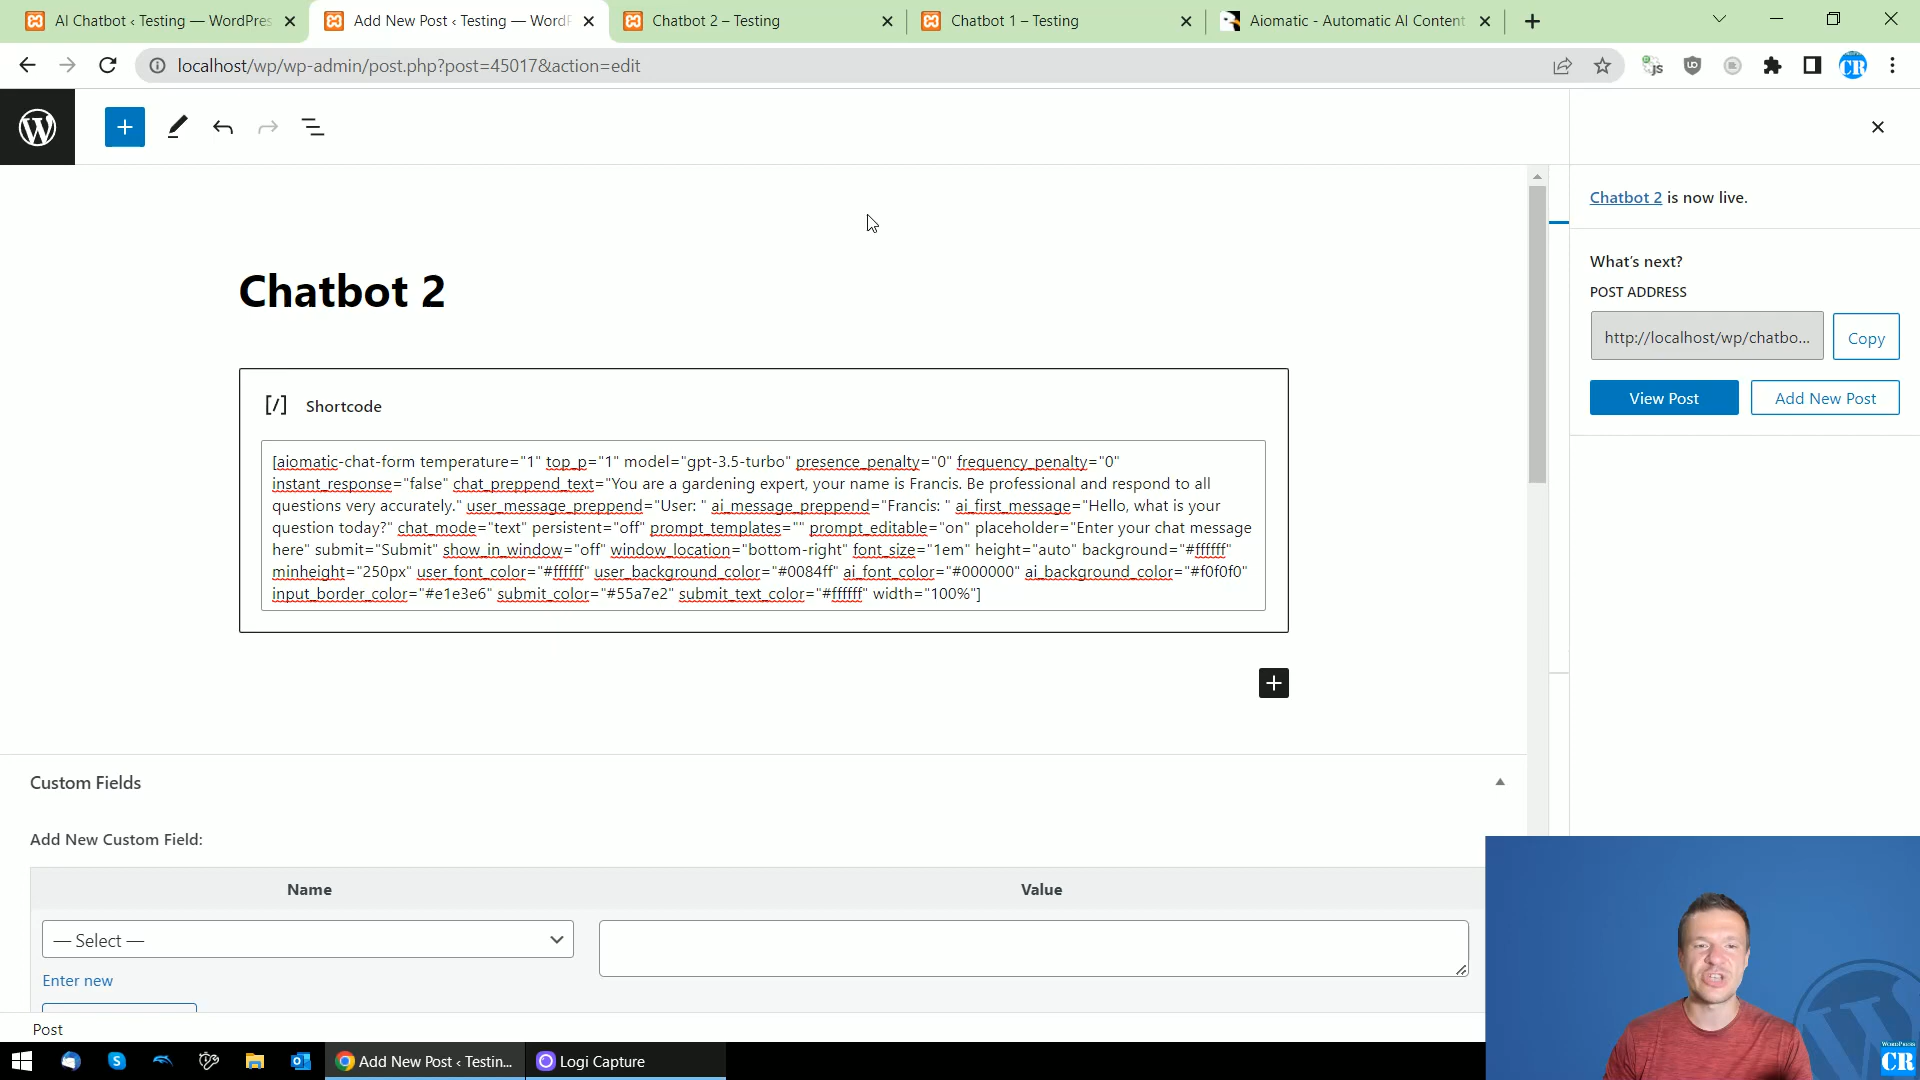 AI Chatbot ‹ Testing — WordPres
Add New Post ‹ Testing — WordP
Chatbot 2 – Testing
Chatbot 1 – Testing
Aiomatic - Automatic AI Content
localhost/wp/wp-admin/post.php?post=45017&action=edit
Chatbot 2 is now live.
What's next?
POST ADDRESS
http://localhost/wp/chatbo...
Copy
View Post
Add New Post
Chatbot 2
[/] Shortcode
[aiomatic-chat-form temperature="1" top_p="1" model="gpt-3.5-turbo" presence_penalty="0" frequency_penalty="0"
instant_response="false" chat_preppend_text="You are a gardening expert, your name is Francis. Be professional and respond to all
questions very accurately." user_message_preppend="User: " ai_message_preppend="Francis: " ai_first_message="Hello, what is your
question today?" chat_mode="text" persistent="off" prompt_templates="" prompt_editable="on" placeholder="Enter your chat message
here" submit="Submit" show_in_window="off" window_location="bottom-right" font_size="1em" height="auto" background="#ffffff"
minheight="250px" user_font_color="#ffffff" user_background_color="#0084ff" ai_font_color="#000000" ai_background_color="#f0f0f0"
input_border_color="#e1e3e6" submit_color="#55a7e2" submit_text_color="#ffffff" width="100%"]
Custom Fields
Add New Custom Field:
Name
Value
— Select —
Enter new
Post
Add New Post ‹ Testin...
Logi Capture
WORDPRESS
CR